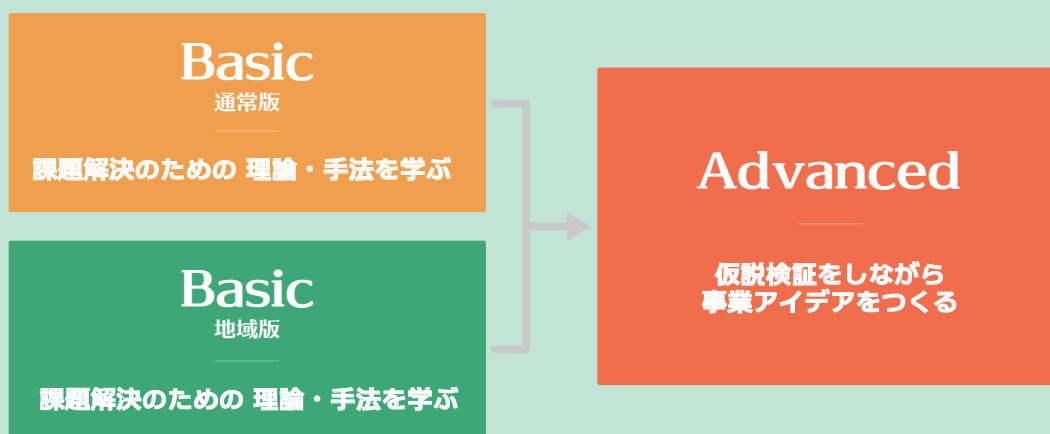 Basic
通常版
課題解決のための 理論・手法を学ぶ
Basic
地域版
課題解決のための 理論・手法を学ぶ
Advanced
仮説検証をしながら
事業アイデアをつくる